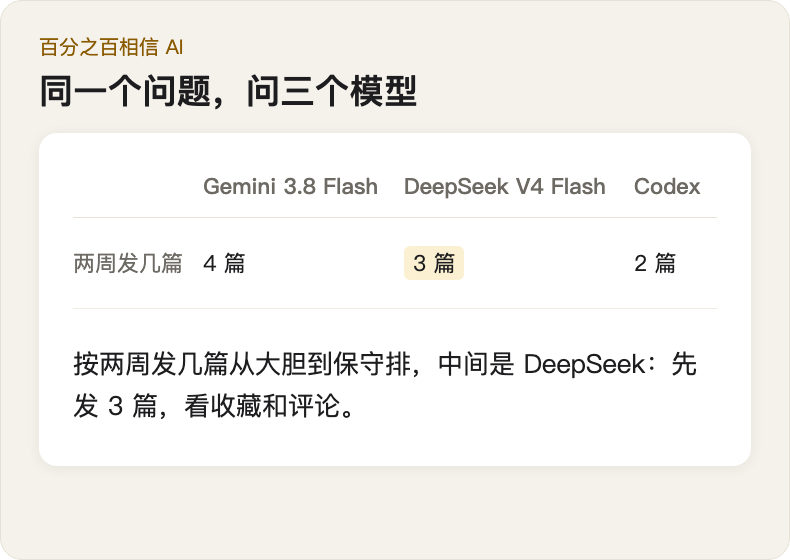 百分之百相信 AI
同一个问题，问三个模型
Gemini 3.8 Flash DeepSeek V4 Flash Codex
两周发几篇 4 篇 3 篇 2 篇
按两周发几篇从大胆到保守排，中间是 DeepSeek：先
发 3 篇，看收藏和评论。